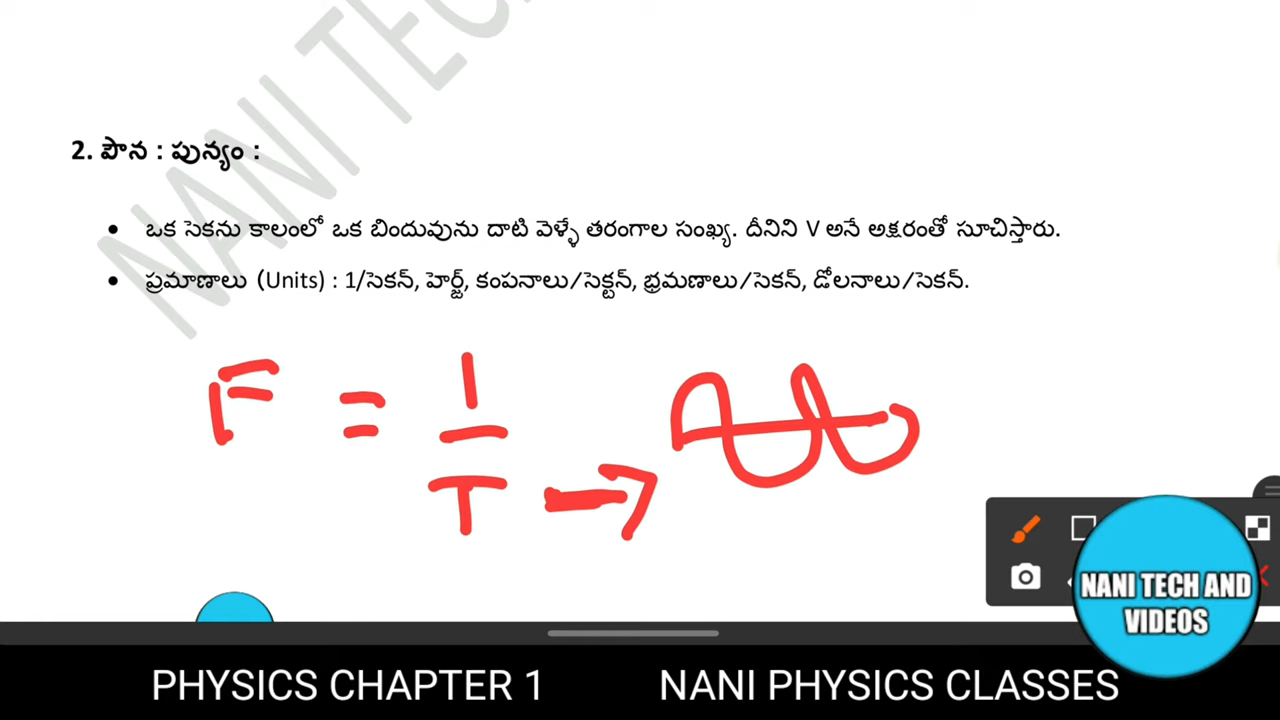 NANI TECH
2. పౌన : పున్యం :
• ఒక సెకను కాలంలో ఒక బిందువును దాటి వెళ్ళే తరంగాల సంఖ్య. దీనిని V అనే అక్షరంతో సూచిస్తారు.
• ప్రమాణాలు (Units) : 1/సెకన్, హెర్జ్, కంపనాలు/సెక్టన్, భ్రమణాలు/సెకన్, డోలనాలు/సెకన్.
F = 1
T →
NANI TECH AND
VIDEOS
PHYSICS CHAPTER 1 NANI PHYSICS CLASSES